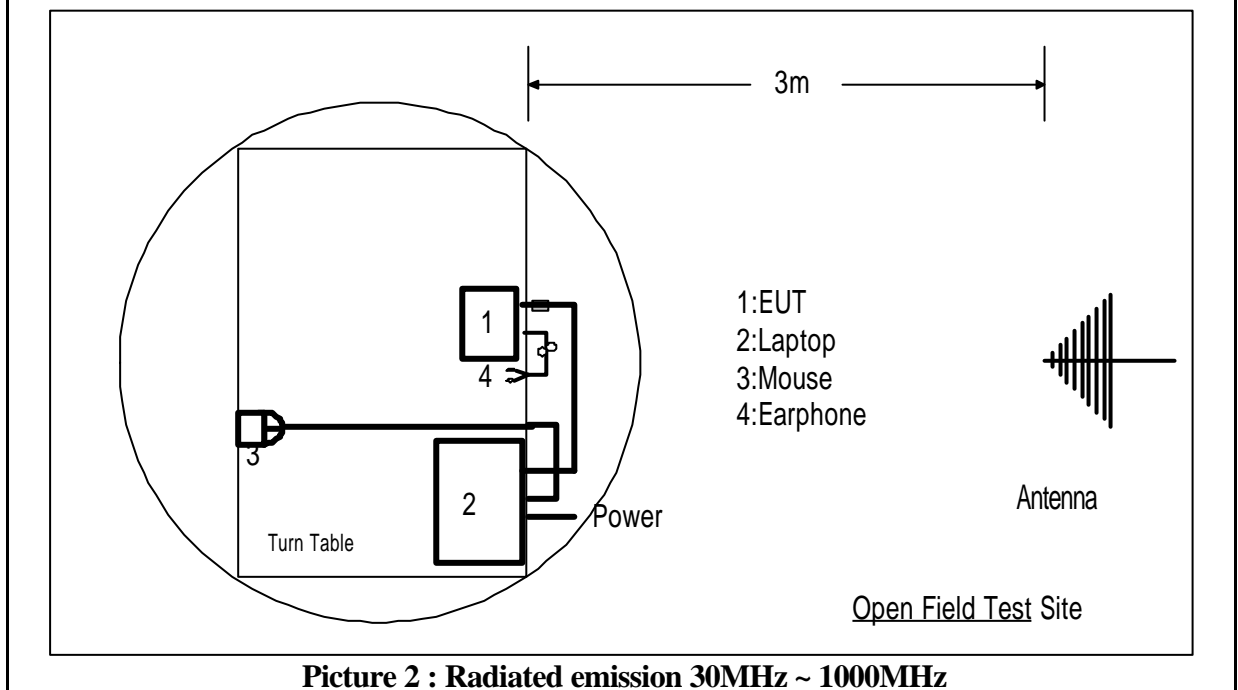 3m
1
4
3
2
Power
Turn Table
1:EUT
2:Laptop
3:Mouse
4:Earphone
Antenna
Open Field Test Site
Picture 2 : Radiated emission 30MHz ~ 1000MHz